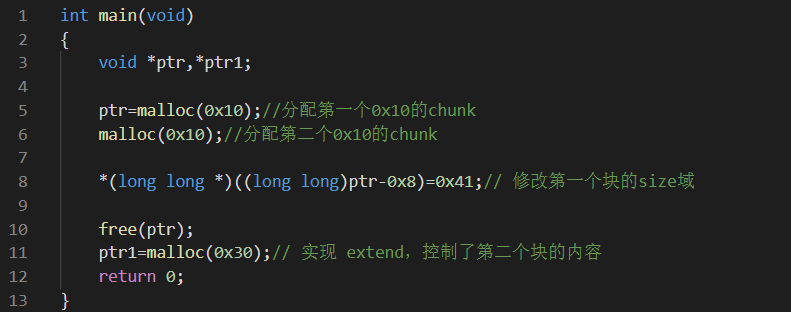 1 int main(void)
2 {
3     void *ptr,*ptr1;
4
5     ptr=malloc(0x10);//分配第一个0x10的chunk
6     malloc(0x10);//分配第二个0x10的chunk
7
8     *(long long *)((long long)ptr-0x8)=0x41;// 修改第一个块的size域
9
10     free(ptr);
11     ptr1=malloc(0x30);// 实现 extend，控制了第二个块的内容
12     return 0;
13 }